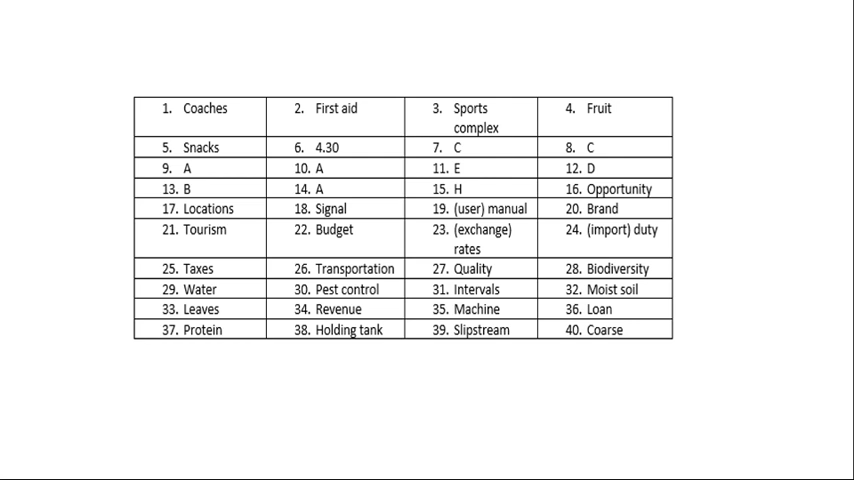 1. Coaches 2. First aid 3. Sports complex 4. Fruit
5. Snacks 6. 4.30 7. C 8. C
9. A 10. A 11. E 12. D
13. B 14. A 15. H 16. Opportunity
17. Locations 18. Signal 19. (user) manual 20. Brand
21. Tourism 22. Budget 23. (exchange) rates 24. (import) duty
25. Taxes 26. Transportation 27. Quality 28. Biodiversity
29. Water 30. Pest control 31. Intervals 32. Moist soil
33. Leaves 34. Revenue 35. Machine 36. Loan
37. Protein 38. Holding tank 39. Slipstream 40. Coarse